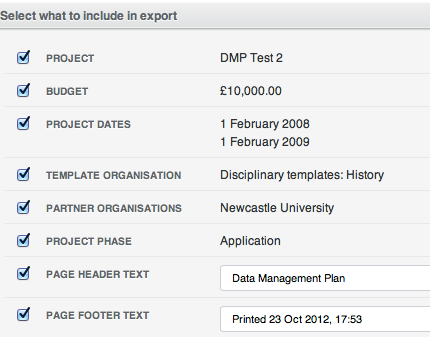 Select what to include in export
PROJECT DMP Test 2
BUDGET £10,000.00
PROJECT DATES 1 February 2008
1 February 2009
TEMPLATE ORGANISATION Disciplinary templates: History
PARTNER ORGANISATIONS Newcastle University
PROJECT PHASE Application
PAGE HEADER TEXT Data Management Plan
PAGE FOOTER TEXT Printed 23 Oct 2012, 17:53